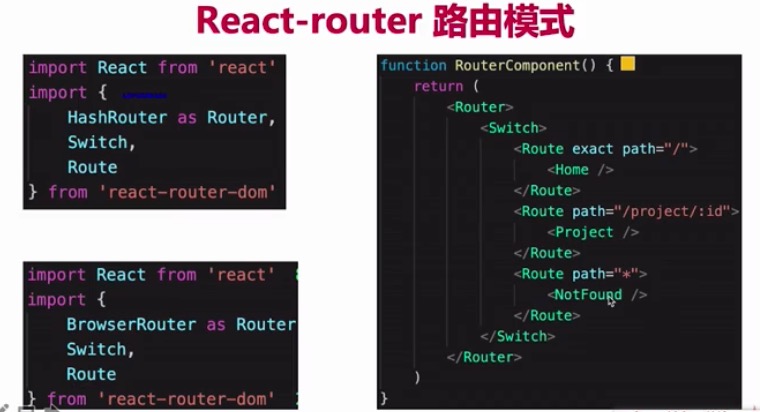 React-router 路由模式
import React from 'react'
import {
    HashRouter as Router,
    Switch,
    Route
} from 'react-router-dom'
import React from 'react'
import {
    BrowserRouter as Router
    Switch,
    Route
} from 'react-router-dom'
function RouterComponent() {
    return (
        <Router>
            <Switch>
                <Route exact path="/">
                    <Home />
                </Route>
                <Route path="/project/:id">
                    <Project />
                </Route>
                <Route path="*">
                    <NotFound />
                </Route>
            </Switch>
        </Router>
    )
}